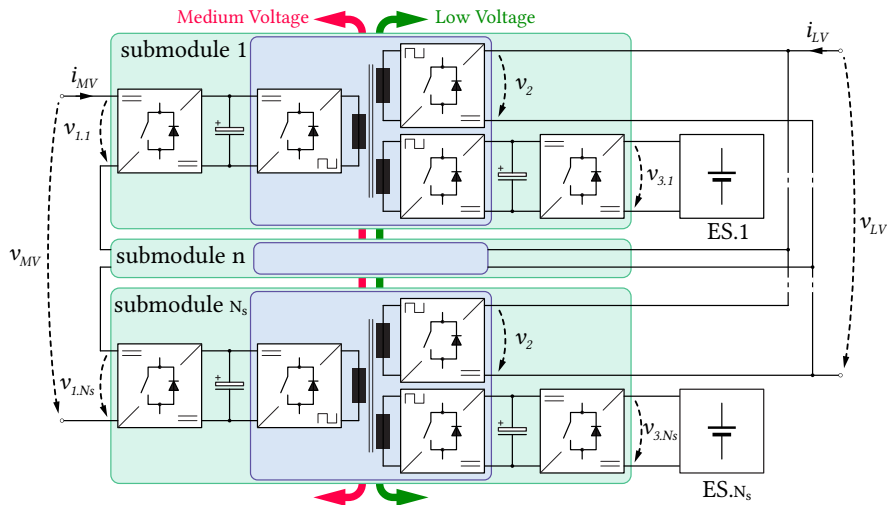 Medium Voltage
Low Voltage
submodule 1
i_MV
i_LV
v_2
v_1.1
+
+
v_3.1
ES.1
v_MV
v_LV
submodule n
submodule N_s
v_2
v_1.Ns
+
+
v_3.Ns
ES.N_s